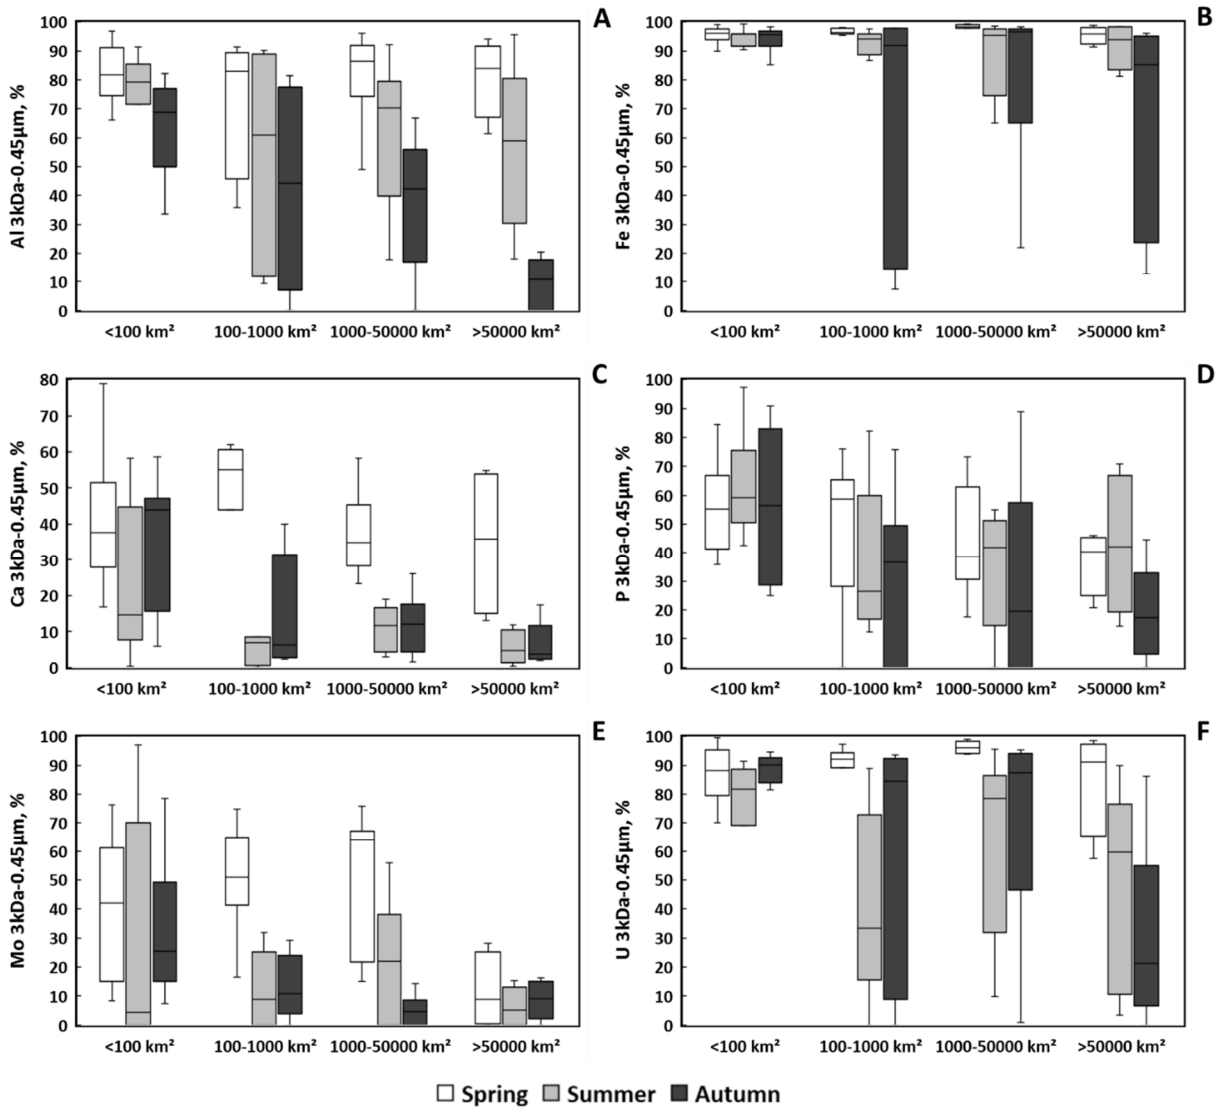 A
Al 3kDa-0.45µm, %
100
90
80
70
60
50
40
30
20
10
0
<100 km²
100-1000 km²
1000-50000 km²
>50000 km²
B
Fe 3kDa-0.45µm, %
100
90
80
70
60
50
40
30
20
10
0
<100 km²
100-1000 km²
1000-50000 km²
>50000 km²
C
Ca 3kDa-0.45µm, %
80
70
60
50
40
30
20
10
0
<100 km²
100-1000 km²
1000-50000 km²
>50000 km²
D
P 3kDa-0.45µm, %
100
90
80
70
60
50
40
30
20
10
0
<100 km²
100-1000 km²
1000-50000 km²
>50000 km²
E
Mo 3kDa-0.45µm, %
100
90
80
70
60
50
40
30
20
10
0
<100 km²
100-1000 km²
1000-50000 km²
>50000 km²
F
U 3kDa-0.45µm, %
100
90
80
70
60
50
40
30
20
10
0
<100 km²
100-1000 km²
1000-50000 km²
>50000 km²
Spring Summer Autumn